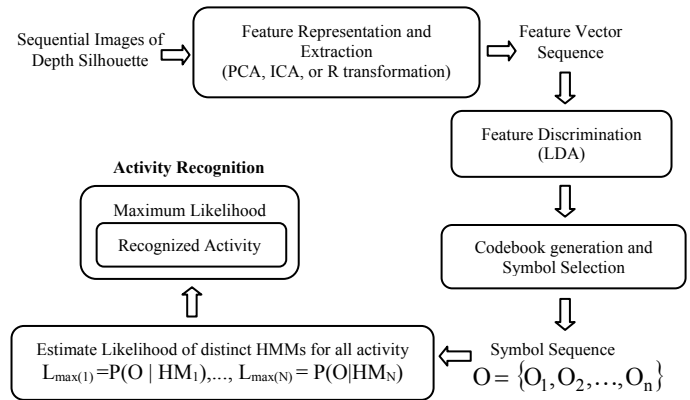 Sequential Images of
Depth Silhouette
Feature Representation and
Extraction
(PCA, ICA, or R transformation)
Feature Vector
Sequence
Feature Discrimination
(LDA)
Codebook generation and
Symbol Selection
Symbol Sequence
O = {O₁, O₂, ..., Oₙ}
Estimate Likelihood of distinct HMMs for all activity
Lmax(1) =P(O | HM₁),..., Lmax(N) = P(O|HMN)
Activity Recognition
Maximum Likelihood
Recognized Activity